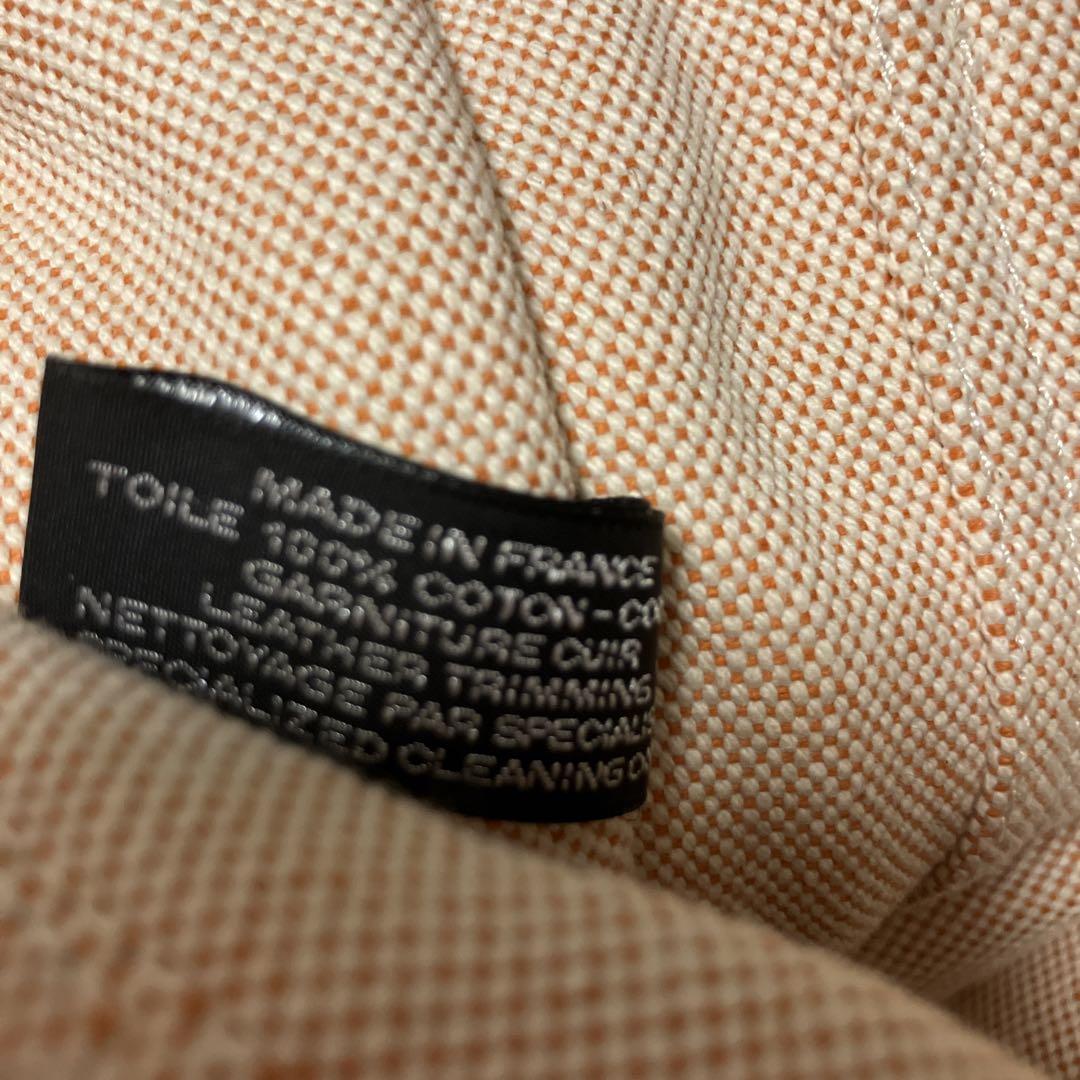 MADE IN FRANCE
TOILE 100% COTON-CO
GARNITURE CUIR
LEATHER TRIMMING
NETTOYAGE PAR SPECIALI
SPECIALIZED CLEANING O